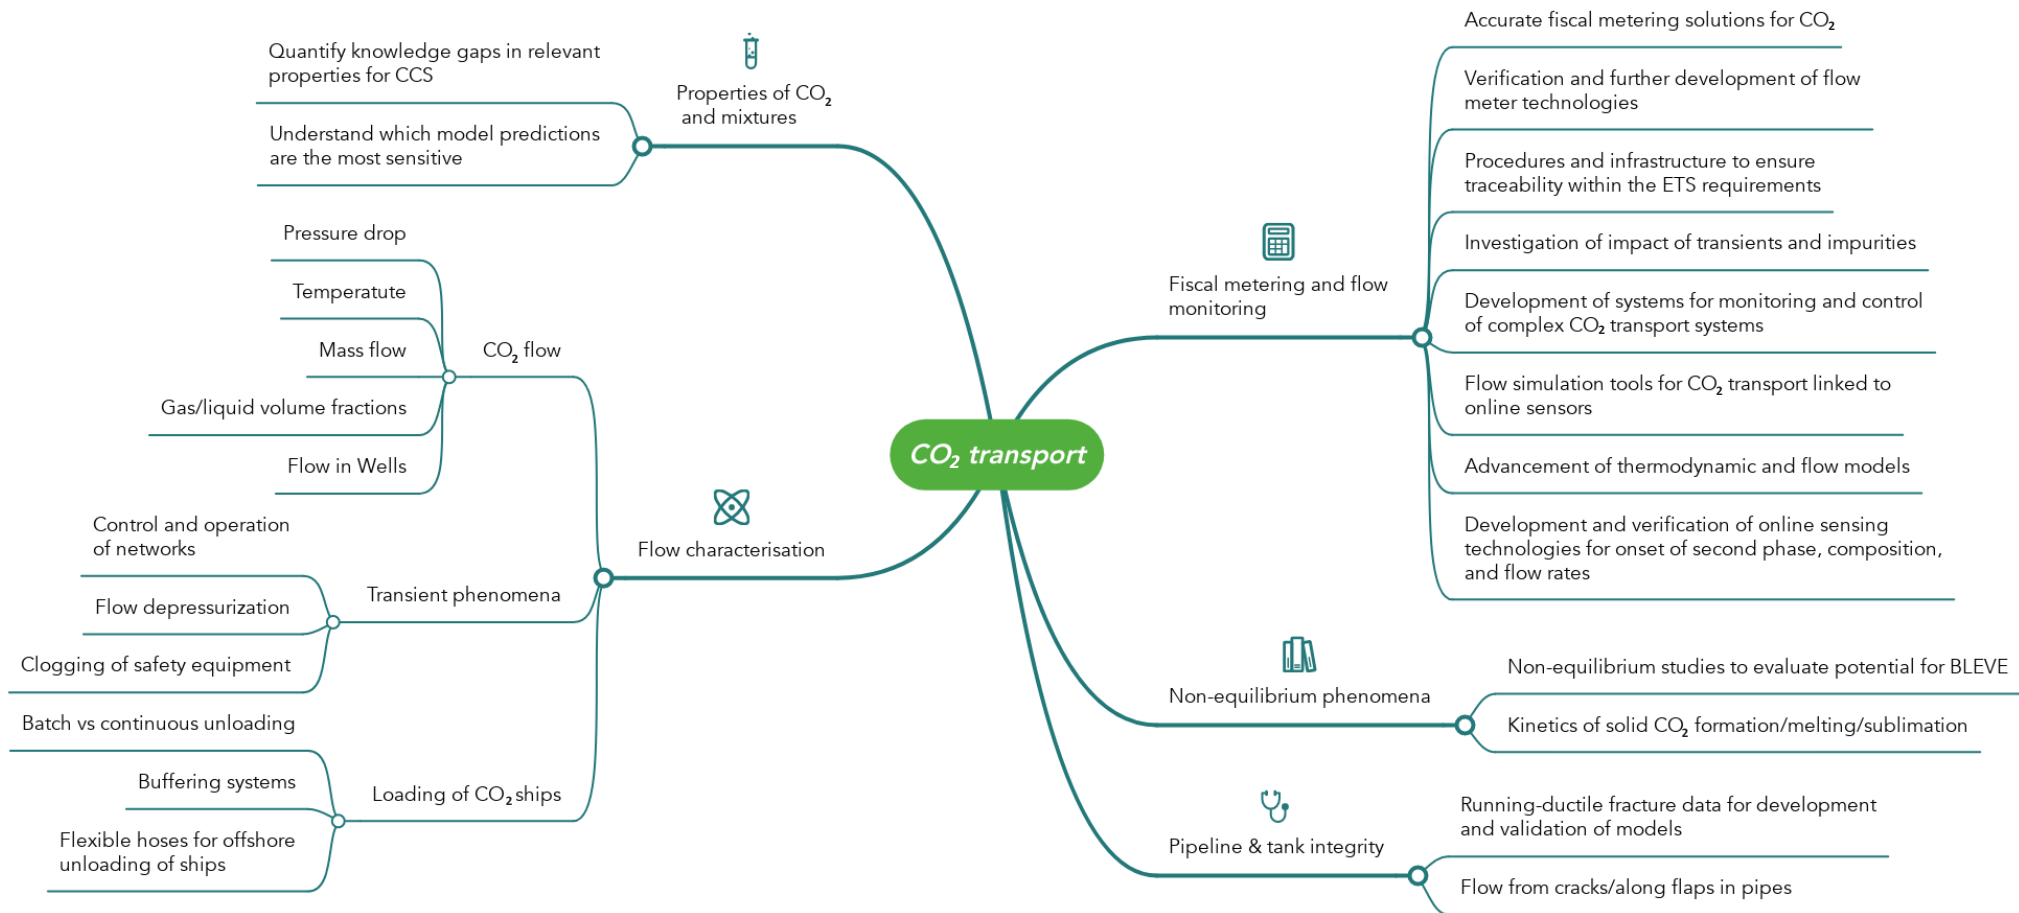 Quantify knowledge gaps in relevant
properties for CCS
Understand which model predictions
are the most sensitive
Properties of CO₂
and mixtures
Pressure drop
Temperatute
Mass flow
Gas/liquid volume fractions
Flow in Wells
CO₂ flow
Control and operation
of networks
Flow depressurization
Clogging of safety equipment
Transient phenomena
Batch vs continuous unloading
Buffering systems
Flexible hoses for offshore
unloading of ships
Loading of CO₂ ships
Flow characterisation
CO₂ transport
Fiscal metering and flow
monitoring
Accurate fiscal metering solutions for CO₂
Verification and further development of flow
meter technologies
Procedures and infrastructure to ensure
traceability within the ETS requirements
Investigation of impact of transients and impurities
Development of systems for monitoring and control
of complex CO₂ transport systems
Flow simulation tools for CO₂ transport linked to
online sensors
Advancement of thermodynamic and flow models
Development and verification of online sensing
technologies for onset of second phase, composition,
and flow rates
Non-equilibrium phenomena
Non-equilibrium studies to evaluate potential for BLEVE
Kinetics of solid CO₂ formation/melting/sublimation
Pipeline & tank integrity
Running-ductile fracture data for development
and validation of models
Flow from cracks/along flaps in pipes